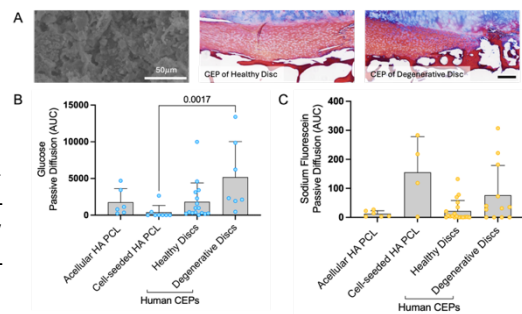 A
50µm
CEP of Healthy Disc
CEP of Degenerative Disc
B
0.0017
Glucose
Passive Diffusion (AUC)
15000
10000
5000
0
Acellular HA PCL
Cell-seeded HA PCL
Healthy Discs
Degenerative Discs
Human CEPs
C
Sodium Fluorescein
Passive Diffusion (AUC)
400
300
200
100
0
Acellular HA PCL
Cell-seeded HA PCL
Healthy Discs
Degenerative Discs
Human CEPs